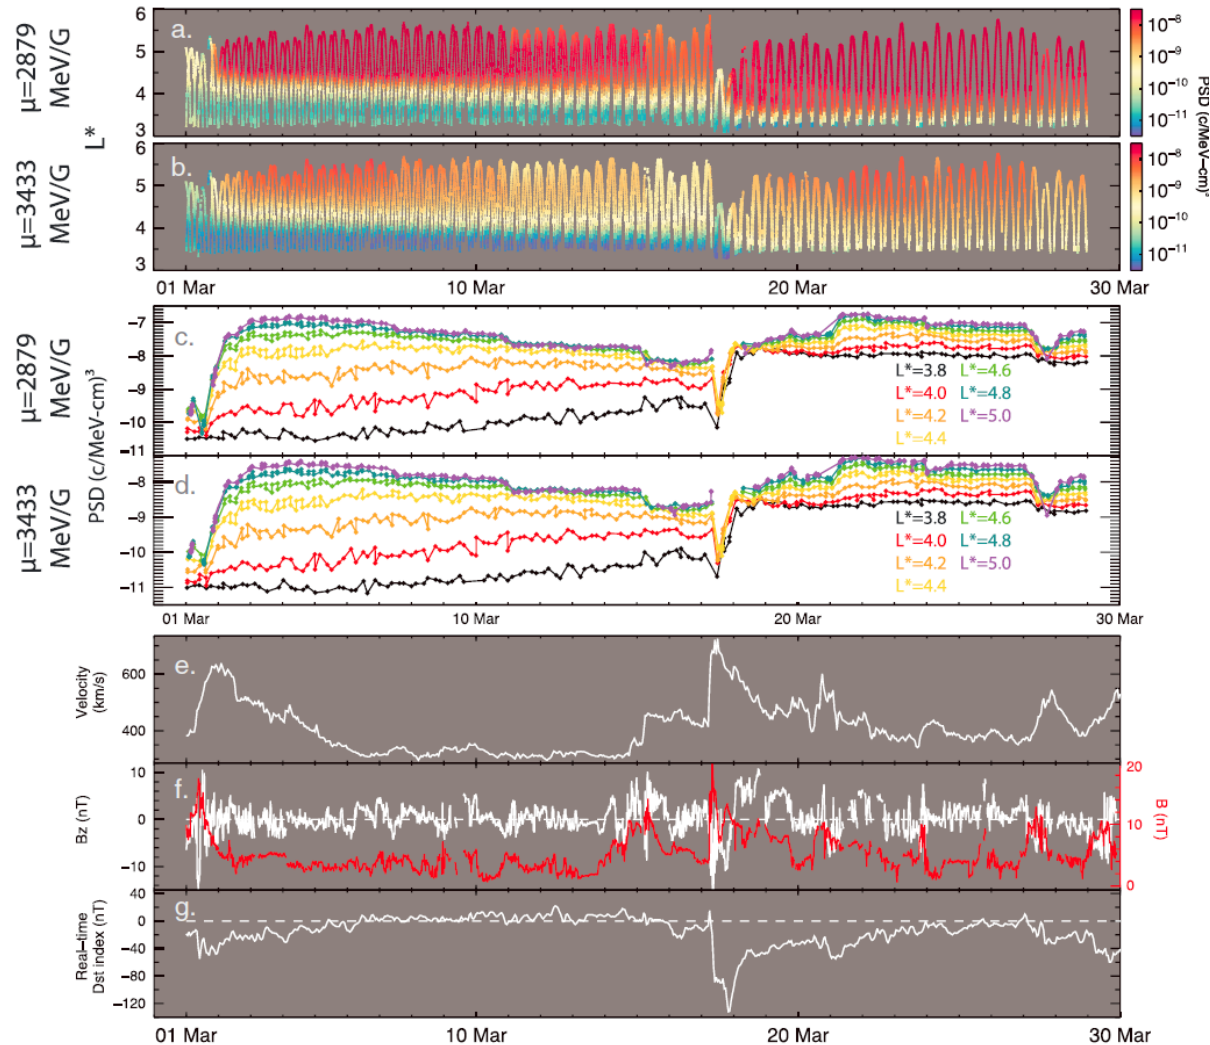 μ=2879
MeV/G
a.
6
5
4
3
10⁻⁸
10⁻⁹
10⁻¹⁰
10⁻¹¹
L*
PSD (c/MeV-cm)³
μ=3433
MeV/G
b.
6
5
4
3
10⁻⁸
10⁻⁹
10⁻¹⁰
10⁻¹¹
01 Mar
10 Mar
20 Mar
30 Mar
μ=2879
MeV/G
c.
-7
-8
-9
-10
-11
L*=3.8 L*=4.6
L*=4.0 L*=4.8
L*=4.2 L*=5.0
L*=4.4
PSD (c/MeV-cm)³
μ=3433
MeV/G
d.
-8
-9
-10
-11
L*=3.8 L*=4.6
L*=4.0 L*=4.8
L*=4.2 L*=5.0
L*=4.4
01 Mar
10 Mar
20 Mar
30 Mar
e.
Velocity
(km/s)
600
400
f.
Bz (nT)
10
0
-10
20
10
0
B
(nT)
g.
Real-time
Dst index (nT)
40
0
-40
-80
-120
01 Mar
10 Mar
20 Mar
30 Mar